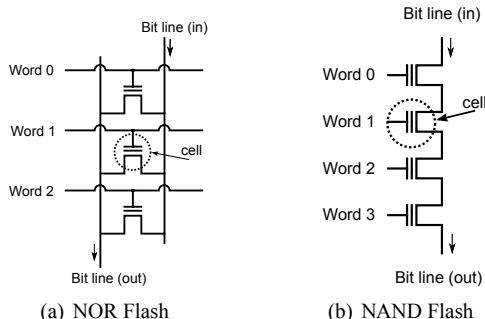 Bit line (in)
Word 0
Word 1
cell
Word 2
Bit line (out)
(a) NOR Flash
Bit line (in)
Word 0
cell
Word 1
Word 2
Word 3
Bit line (out)
(b) NAND Flash